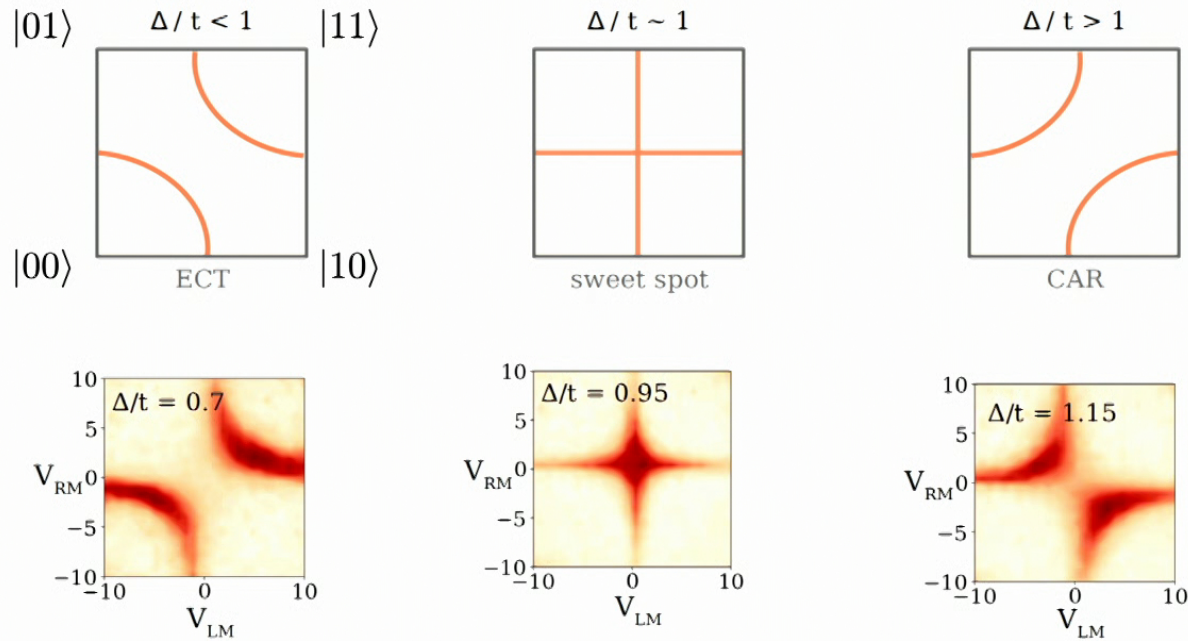 |01⟩ Δ / t < 1 |11⟩ Δ / t ~ 1 Δ / t > 1
|00⟩ ECT |10⟩ sweet spot CAR
Δ/t = 0.7
10
5
0
−5
−10
V_RM
−10 0 10
V_LM
Δ/t = 0.95
10
5
0
−5
−10
V_RM
−10 0 10
V_LM
Δ/t = 1.15
10
5
0
−5
−10
V_RM
−10 0 10
V_LM